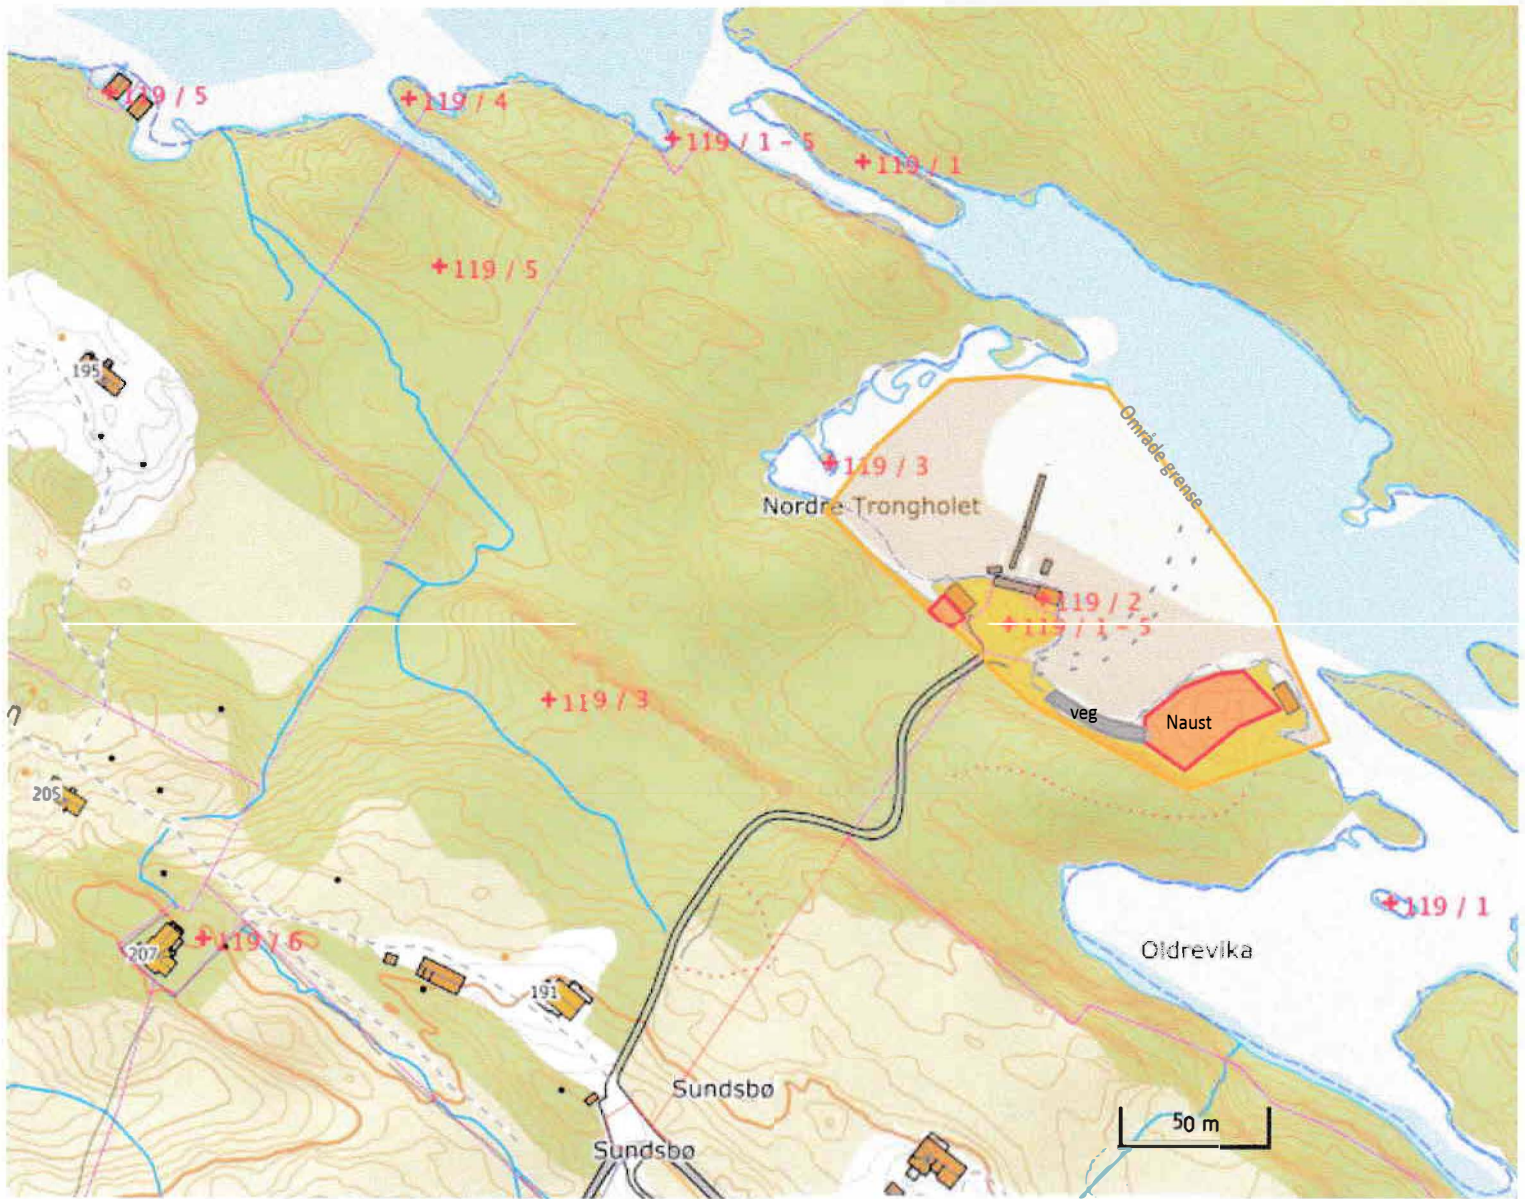 119 / 5
119 / 4
119 / 1 - 5
119 / 1
119 / 5
195
Område grense
119 / 3
Nordre Trongholet
119 / 2
119 / 1 - 5
119 / 3
n
veg
Naust
205
119 / 1
207
119 / 6
Oldrevika
191
Sundsbø
50 m
Sundsbø